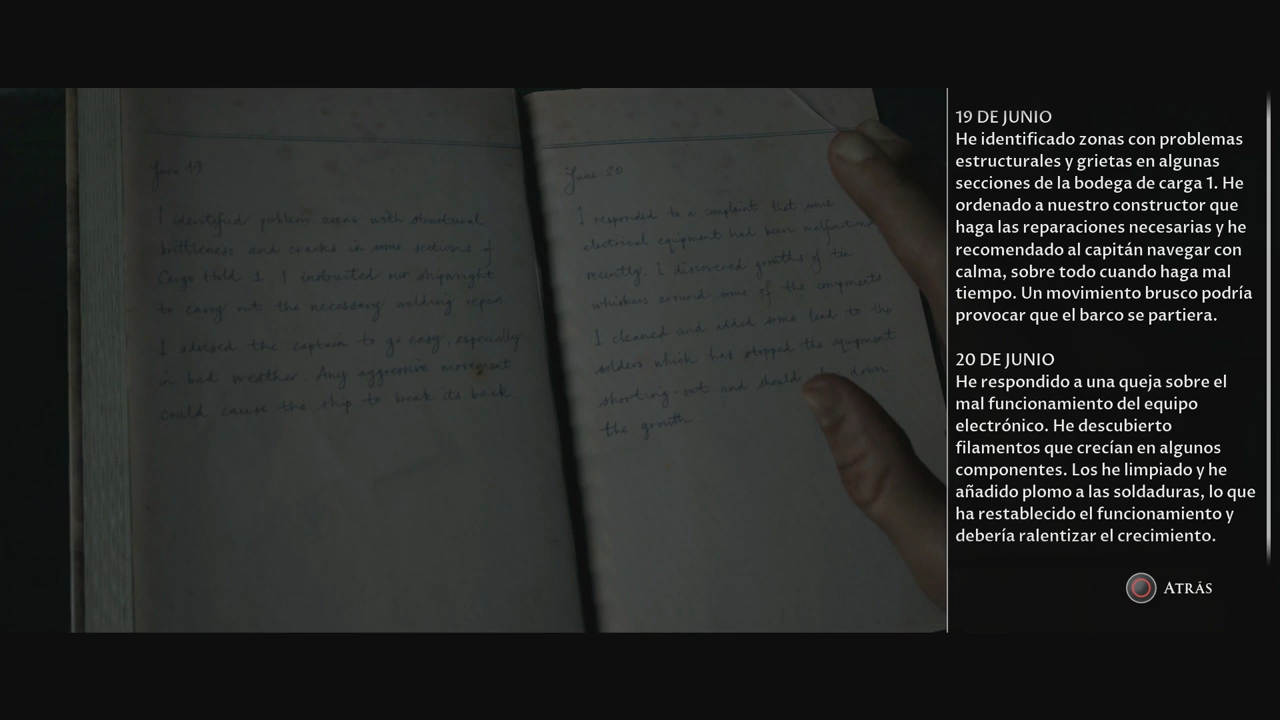 June 19
I identified problem areas with structural
brittleness and cracks in some sections of
Cargo Hold 1. I instructed our shipwright
to carry out the necessary welding repair
I advised the captain to go easy, especially
in bad weather. Any aggressive movement
could cause the ship to break its back
June 20
I responded to a complaint that some
electrical equipment had been malfunction
recently. I discovered growths of tin
whiskers around some of the components
I cleaned and added some lead to the
solders which has stopped the equipment
shorting-out and should down
the growth.
19 DE JUNIO
He identificado zonas con problemas
estructurales y grietas en algunas
secciones de la bodega de carga 1. He
ordenado a nuestro constructor que
haga las reparaciones necesarias y he
recomendado al capitán navegar con
calma, sobre todo cuando haga mal
tiempo. Un movimiento brusco podría
provocar que el barco se partiera.
20 DE JUNIO
He respondido a una queja sobre el
mal funcionamiento del equipo
electrónico. He descubierto
filamentos que crecían en algunos
componentes. Los he limpiado y he
añadido plomo a las soldaduras, lo que
ha restablecido el funcionamiento y
debería ralentizar el crecimiento.
ATRÁS